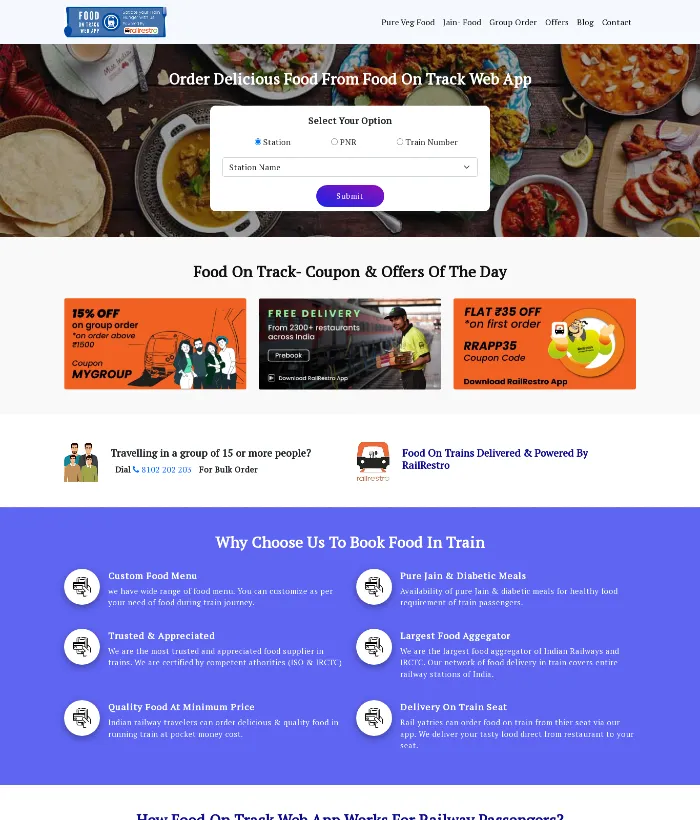 FOOD
ON TRACK
WEB APP
Powered By
railrestro
Pure Veg Food
Jain- Food
Group Order
Offers
Blog
Contact
Order Delicious Food From Food On Track Web App
Select Your Option
Station
PNR
Train Number
Station Name
Submit
Food On Track- Coupon & Offers Of The Day
15% OFF
on group order
*on order above
₹1500
Coupon
MYGROUP
FREE DELIVERY
From 2300+ restaurants
across India
Prebook
Download RailRestro App
FLAT ₹35 OFF
*on first order
RRAPP35
Coupon Code
Download RailRestro App
Travelling in a group of 15 or more people?
Dial 8102 202 203 For Bulk Order
railrestro
Food On Trains Delivered & Powered By
RailRestro
Why Choose Us To Book Food In Train
Custom Food Menu
we have wide range of food menu. You can customize as per
your need of food during train journey.
Pure Jain & Diabetic Meals
Availability of pure Jain & diabetic meals for healthy food
requirement of train passengers.
Trusted & Appreciated
We are the most trusted and appreciated food supplier in
trains. We are certified by competent athorities (ISO & IRCTC)
Largest Food Aggegator
We are the largest food aggregator of Indian Railways and
IRCTC. Our network of food delivery in train covers entire
railway stations of India.
Quality Food At Minimum Price
Indian railway travelers can order delicious & quality food in
running train at pocket money cost.
Delivery On Train Seat
Rail yatries can order food on train from thier seat via our
app. We deliver your tasty food direct from restaurant to your
seat.
How Food On Track Web App Works For Railway Passengers?